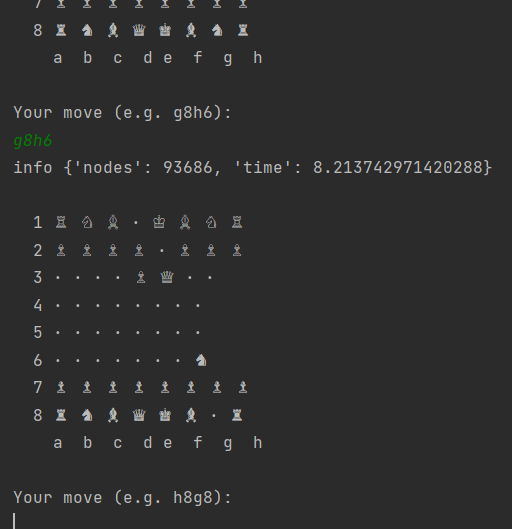 7 ♗ ♗ ♗ ♗ ♗ ♗ ♗ ♗
8 ♜ ♞ ♝ ♛ ♚ ♝ ♞ ♜
a b c d e f g h
Your move (e.g. g8h6):
g8h6
info {'nodes': 93686, 'time': 8.213742971420288}
1 ♖ ♘ ♗ · ♔ ♗ ♘ ♖
2 ♗ ♗ ♗ ♗ · ♗ ♗ ♗
3 · · · · ♗ ♕ · ·
4 · · · · · · · ·
5 · · · · · · · ·
6 · · · · · · · ♞
7 ♝ ♝ ♝ ♝ ♝ ♝ ♝ ♝
8 ♜ ♞ ♝ ♛ ♚ ♝ · ♜
a b c d e f g h
Your move (e.g. h8g8):